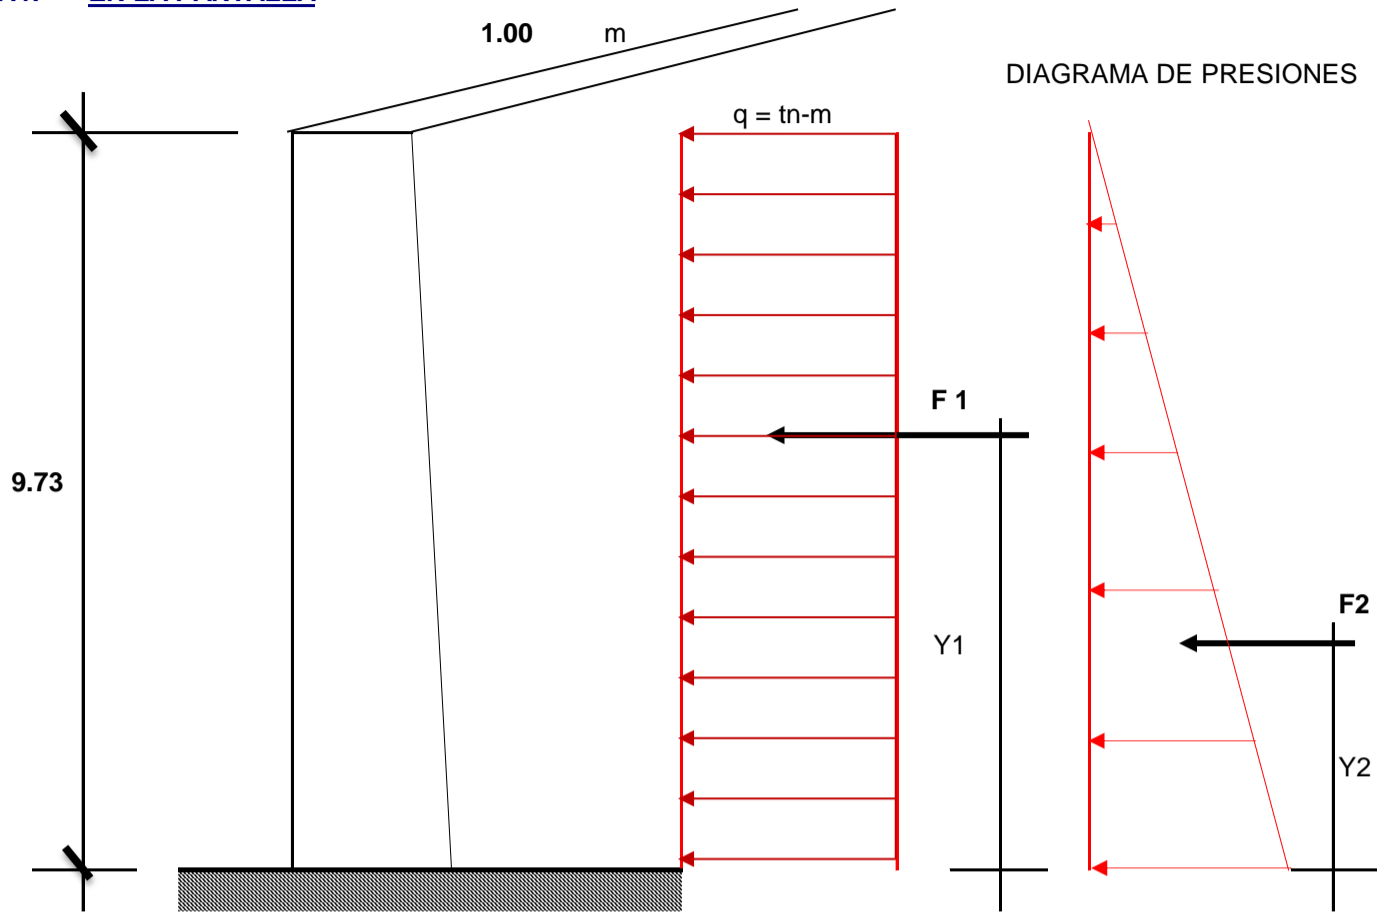 1.00 m
DIAGRAMA DE PRESIONES
q = tn-m
F 1
9.73
F2
Y1
Y2